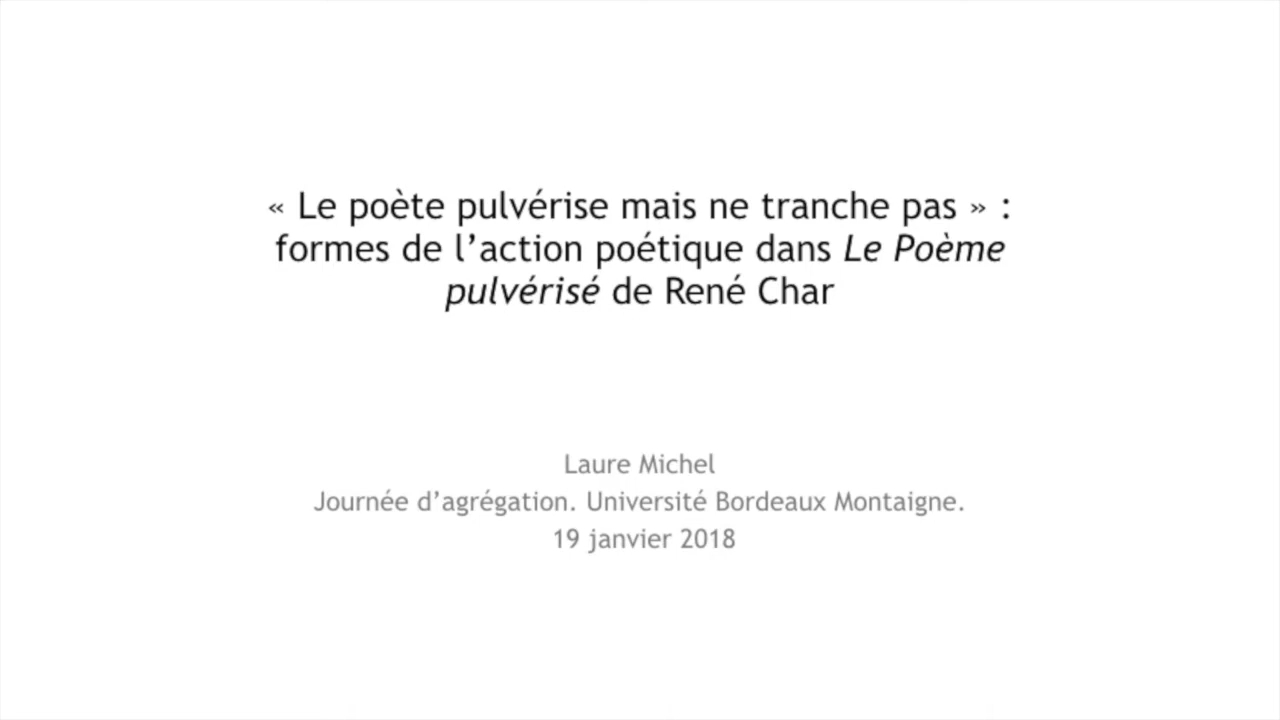 « Le poète pulvérise mais ne tranche pas » :
formes de l’action poétique dans Le Poème
pulvérisé de René Char
Laure Michel
Journée d’agrégation. Université Bordeaux Montaigne.
19 janvier 2018